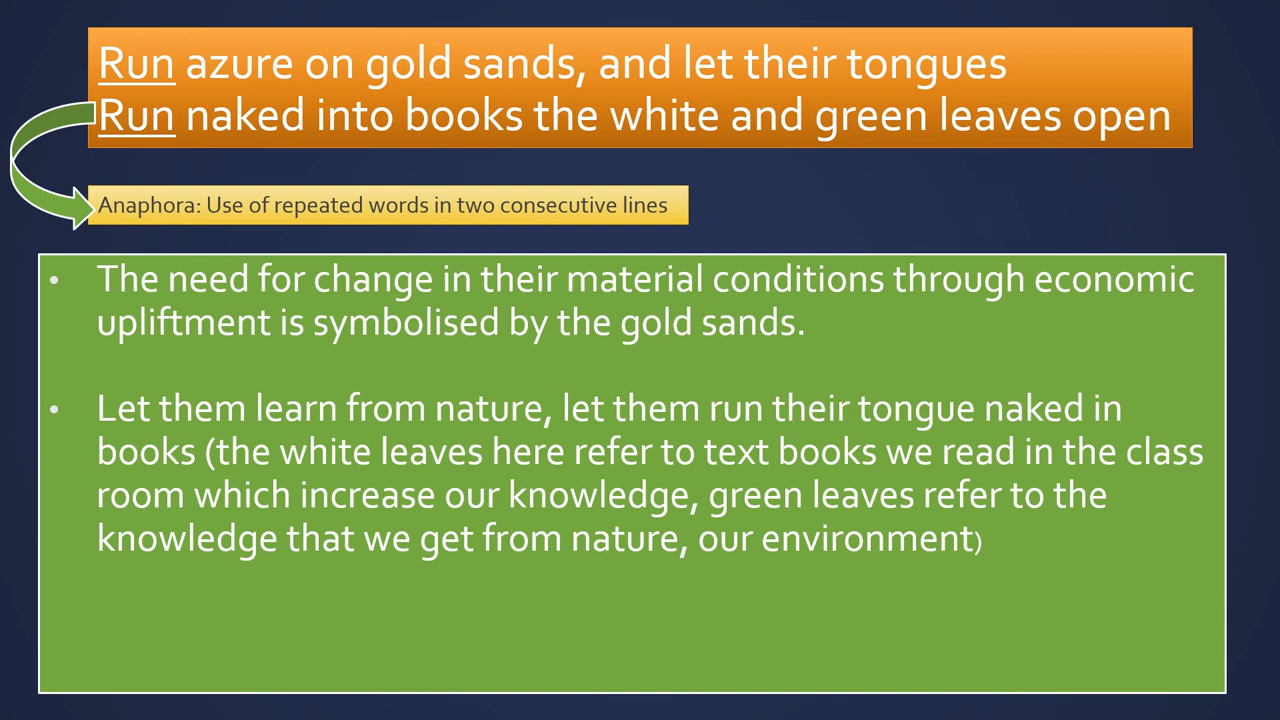 Run azure on gold sands, and let their tongues
Run naked into books the white and green leaves open
Anaphora: Use of repeated words in two consecutive lines
• The need for change in their material conditions through economic
upliftment is symbolised by the gold sands.
• Let them learn from nature, let them run their tongue naked in
books (the white leaves here refer to text books we read in the class
room which increase our knowledge, green leaves refer to the
knowledge that we get from nature, our environment)